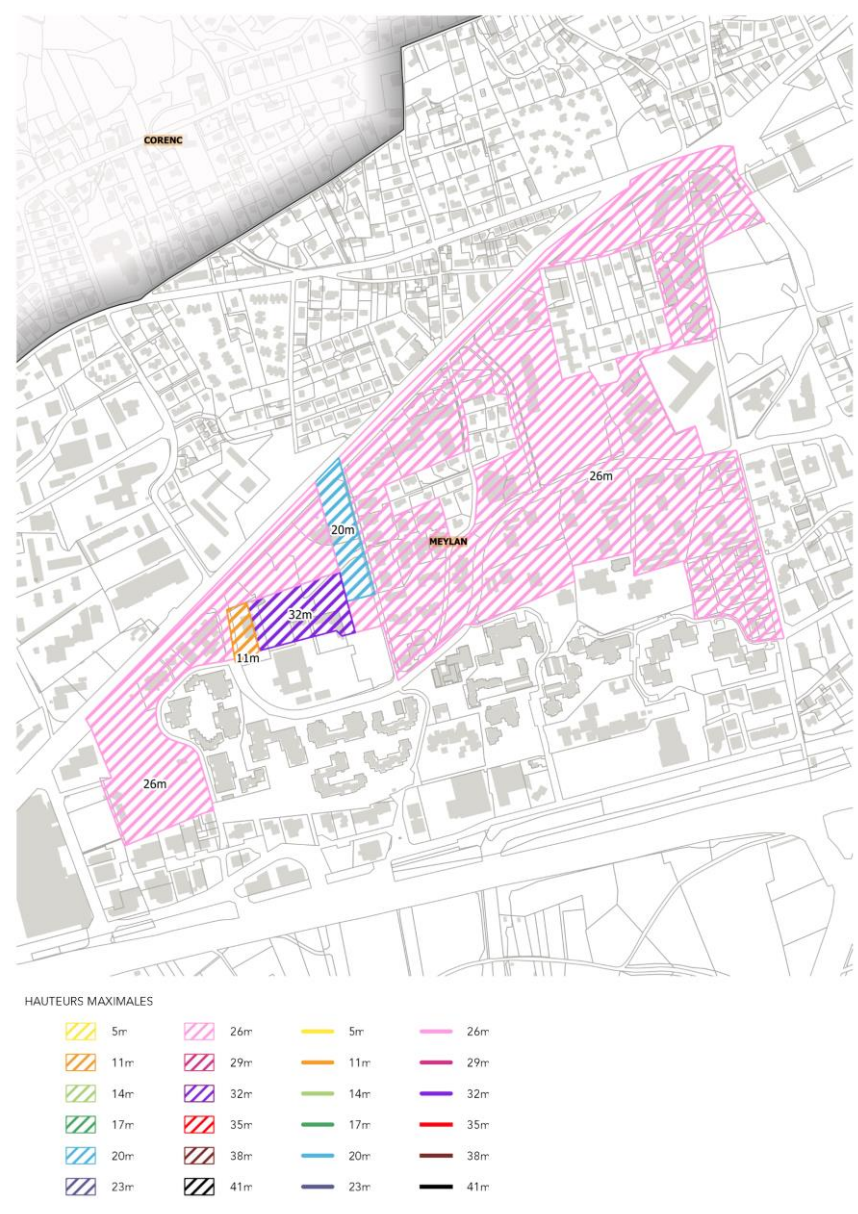 CORENC
26m
20m
MEYLAN
32m
11m
26m
HAUTEURS MAXIMALES
5m 26m 5m 26m
11m 29m 11m 29m
14m 32m 14m 32m
17m 35m 17m 35m
20m 38m 20m 38m
23m 41m 23m 41m